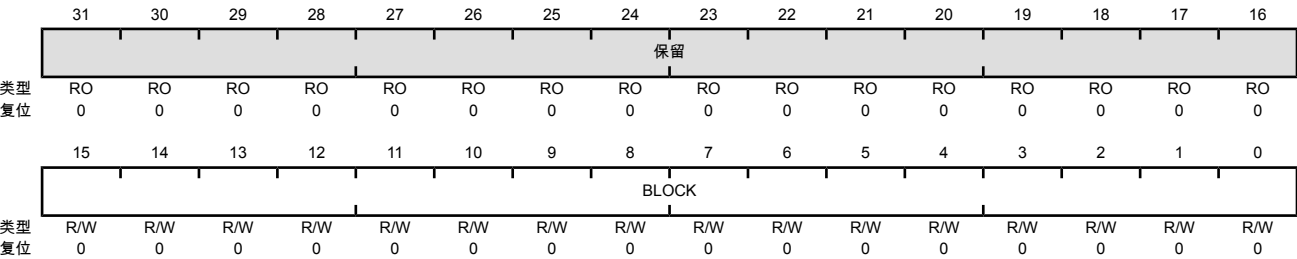 31 30 29 28 27 26 25 24 23 22 21 20 19 18 17 16
保留
类型 RO RO RO RO RO RO RO RO RO RO RO RO RO RO RO RO
复位 0 0 0 0 0 0 0 0 0 0 0 0 0 0 0 0
15 14 13 12 11 10 9 8 7 6 5 4 3 2 1 0
BLOCK
类型 R/W R/W R/W R/W R/W R/W R/W R/W R/W R/W R/W R/W R/W R/W R/W R/W
复位 0 0 0 0 0 0 0 0 0 0 0 0 0 0 0 0